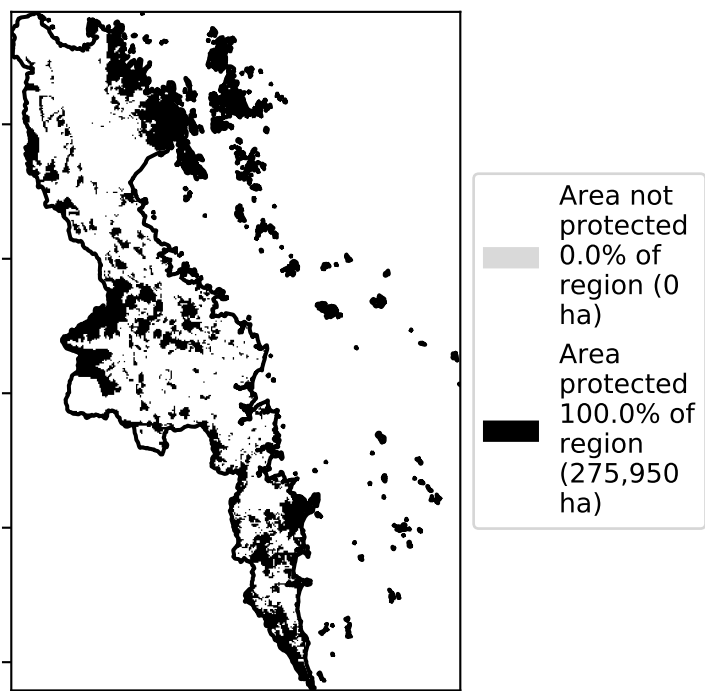 Area not
protected
0.0% of
region (0
ha)
Area
protected
100.0% of
region
(275,950
ha)